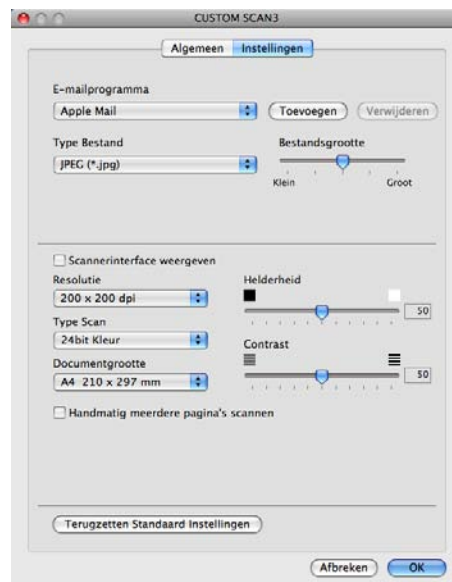 CUSTOM SCAN3
Algemeen Instellingen
E-mailprogramma
Apple Mail Toevoegen Verwijderen
Type Bestand Bestandsgrootte
JPEG (*.jpg)
Klein Groot
Scannerinterface weergeven
Resolutie Helderheid
200 x 200 dpi
50
Type Scan
24bit Kleur
Contrast
Documentgrootte
A4 210 x 297 mm 50
Handmatig meerdere pagina's scannen
Terugzetten Standaard Instellingen
Afbreken OK